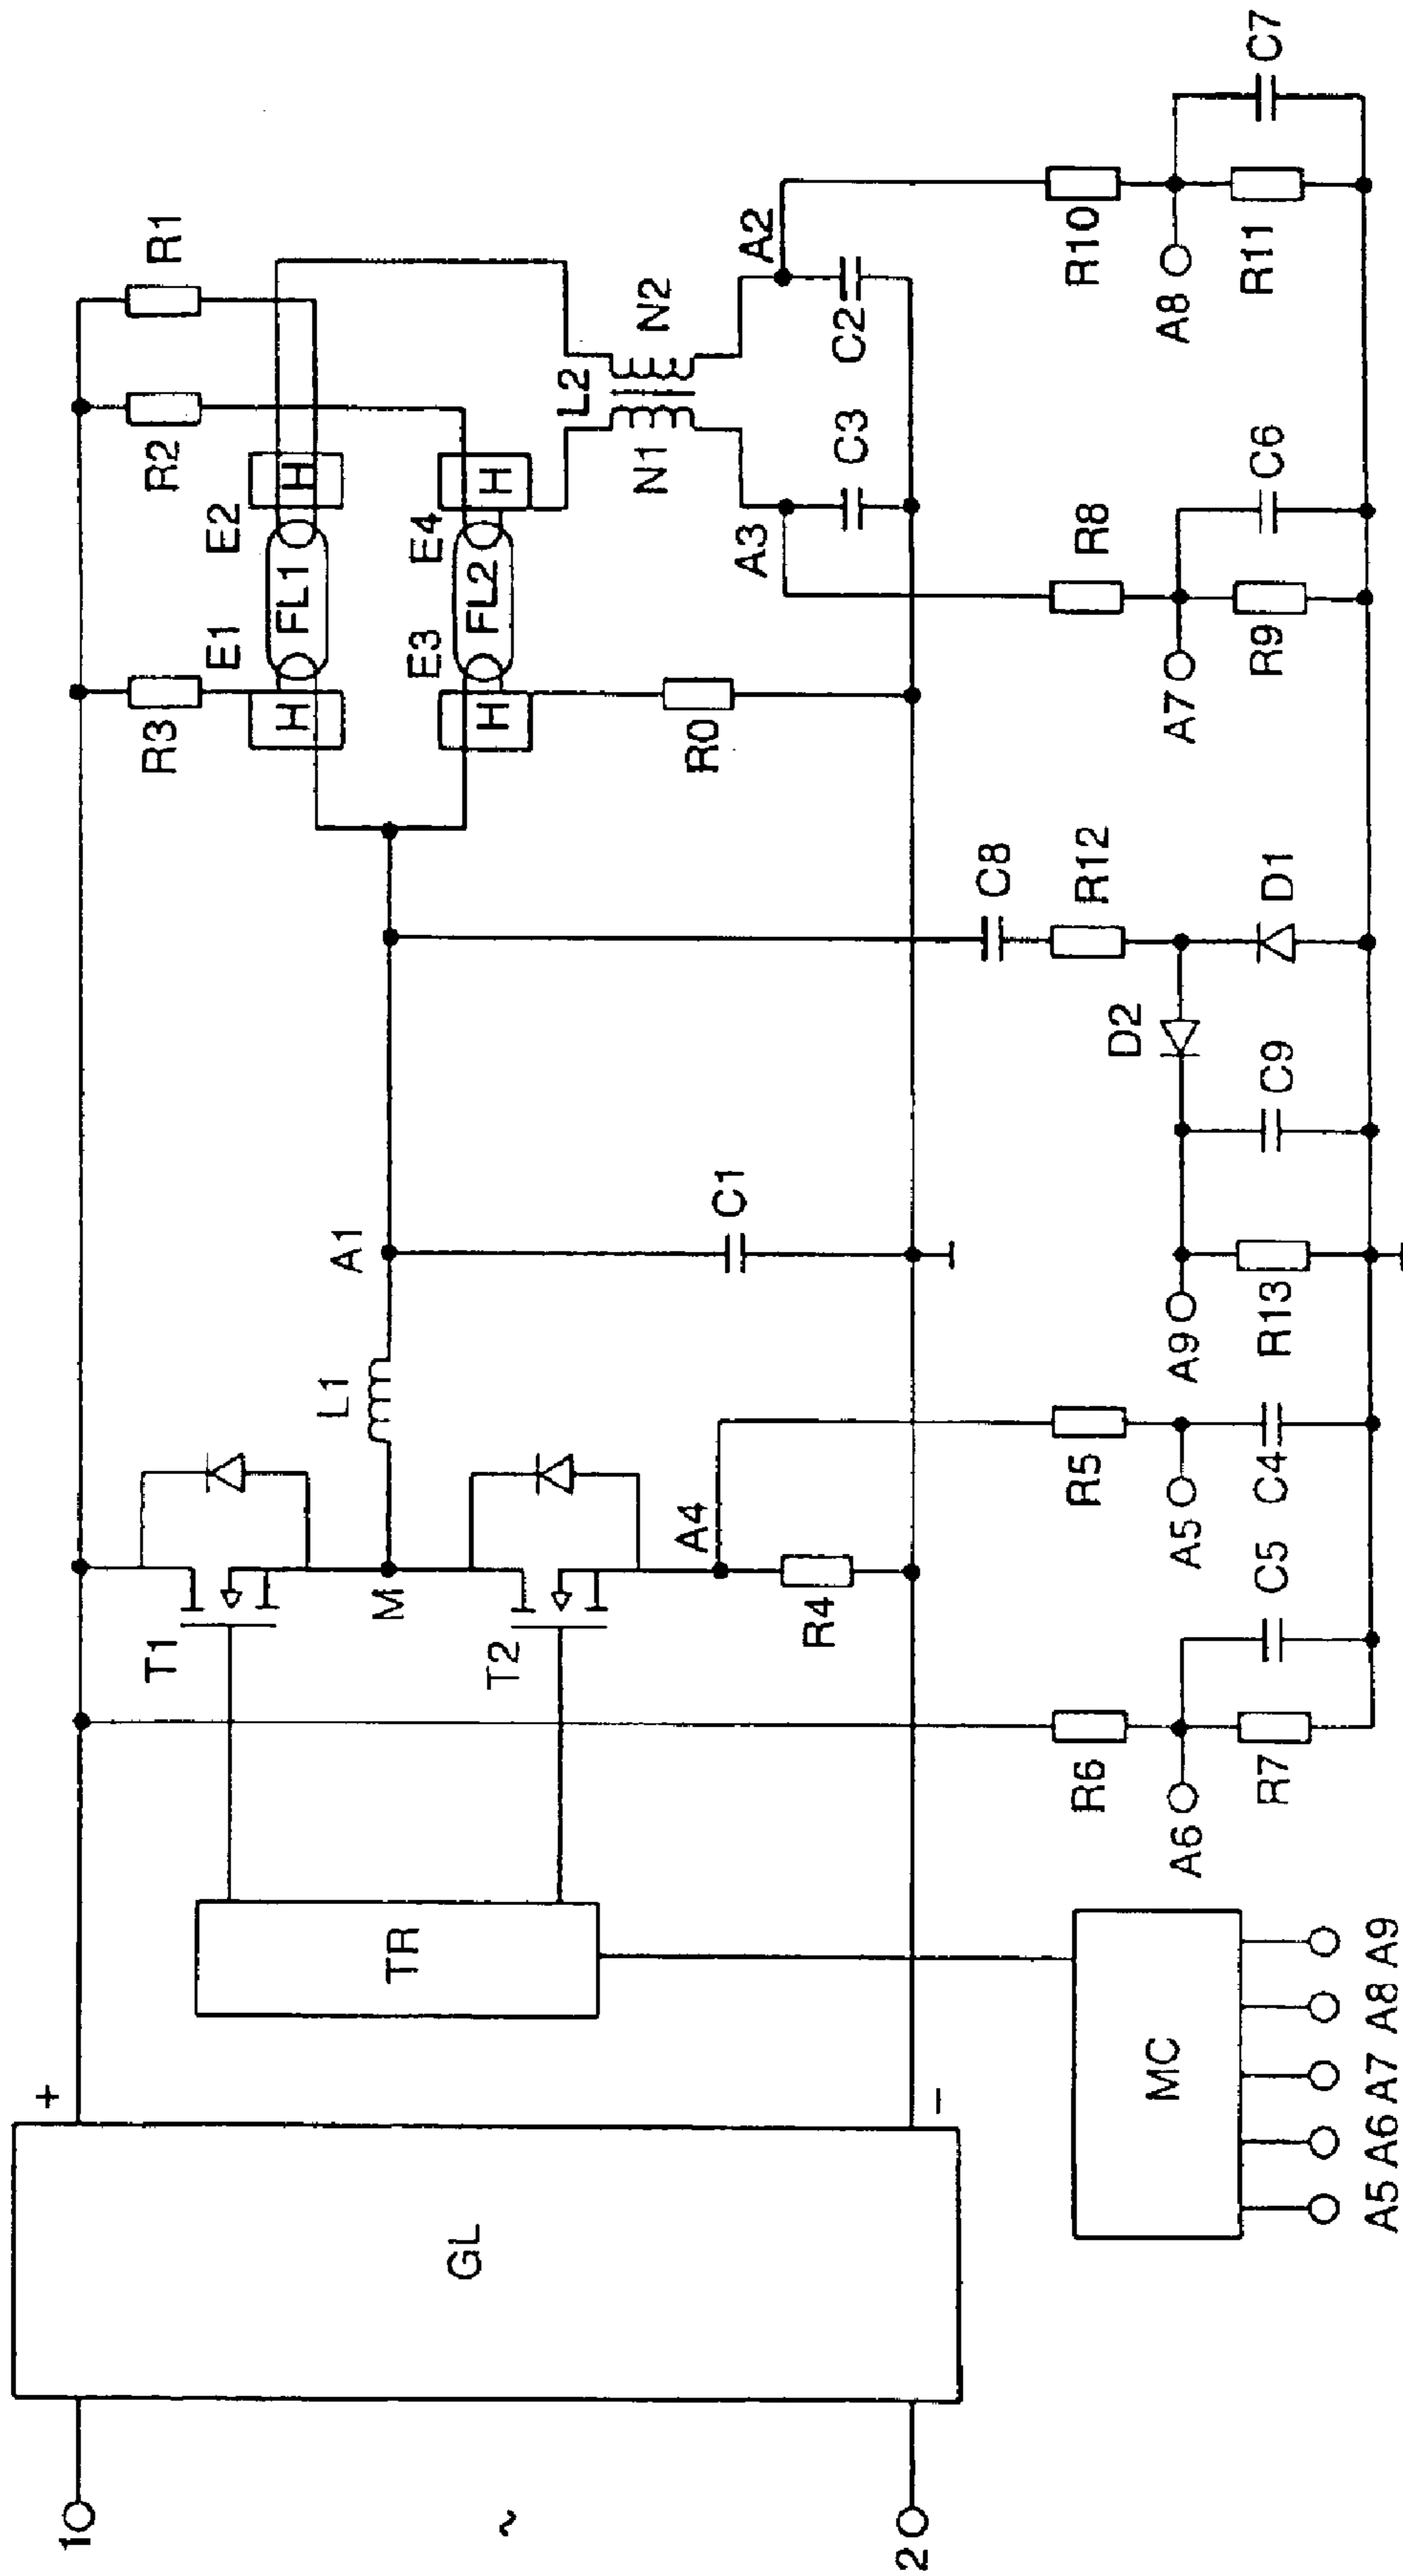 1
2
~
+
−
GL
TR
MC
A5 A6 A7 A8 A9
T1
T2
M
L1
A1
A4
R4
C1
R3
R2
R1
E1
FL1
E2
H
H
E3
FL2
E4
H
H
R0
L2
N1
N2
A3
A2
C3
C2
R6
A6
R7
C5
R5
A5
C4
A9
R13
C9
D2
C8
R12
D1
R8
A7
R9
C6
R10
A8
R11
C7